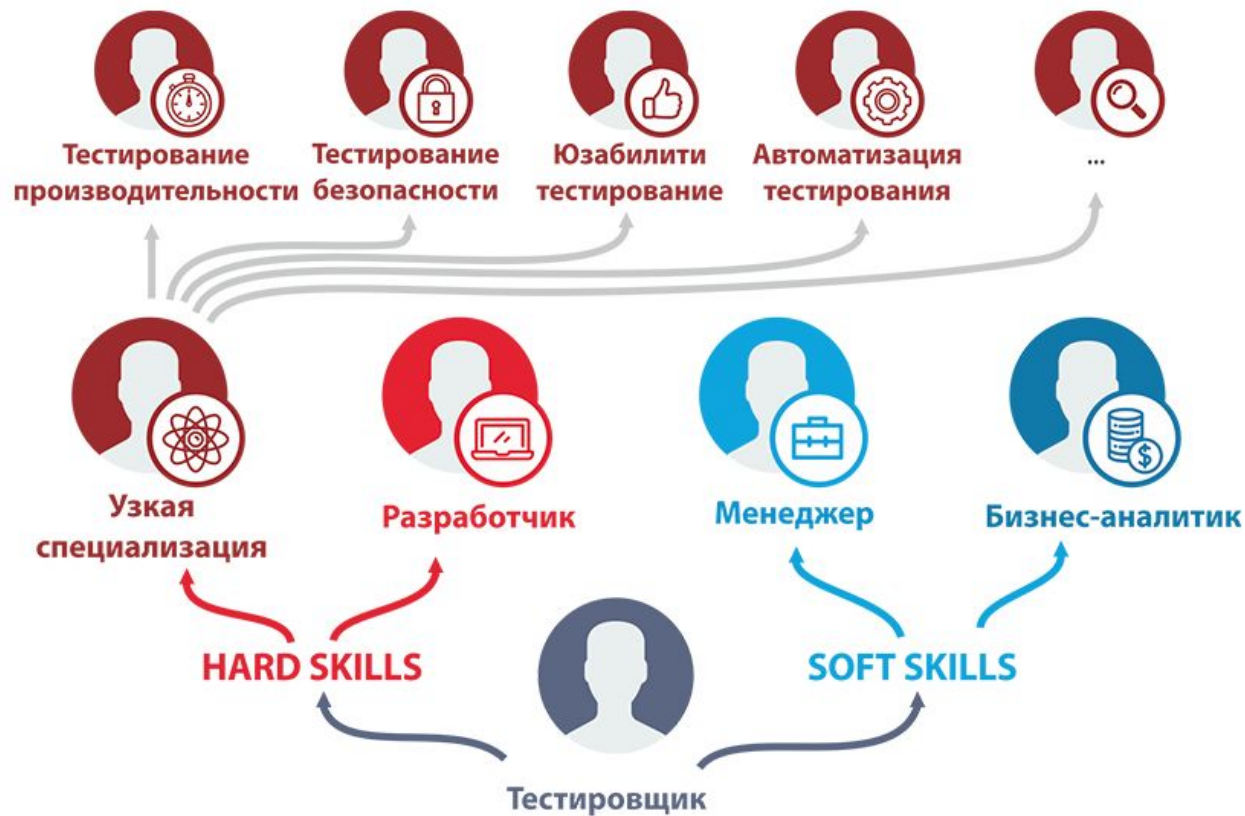 Тестирование
производительности
Тестирование
безопасности
Юзабилити
тестирование
Автоматизация
тестирования
...
Узкая
специализация
Разработчик
Менеджер
Бизнес-аналитик
HARD SKILLS
SOFT SKILLS
Тестировщик
$